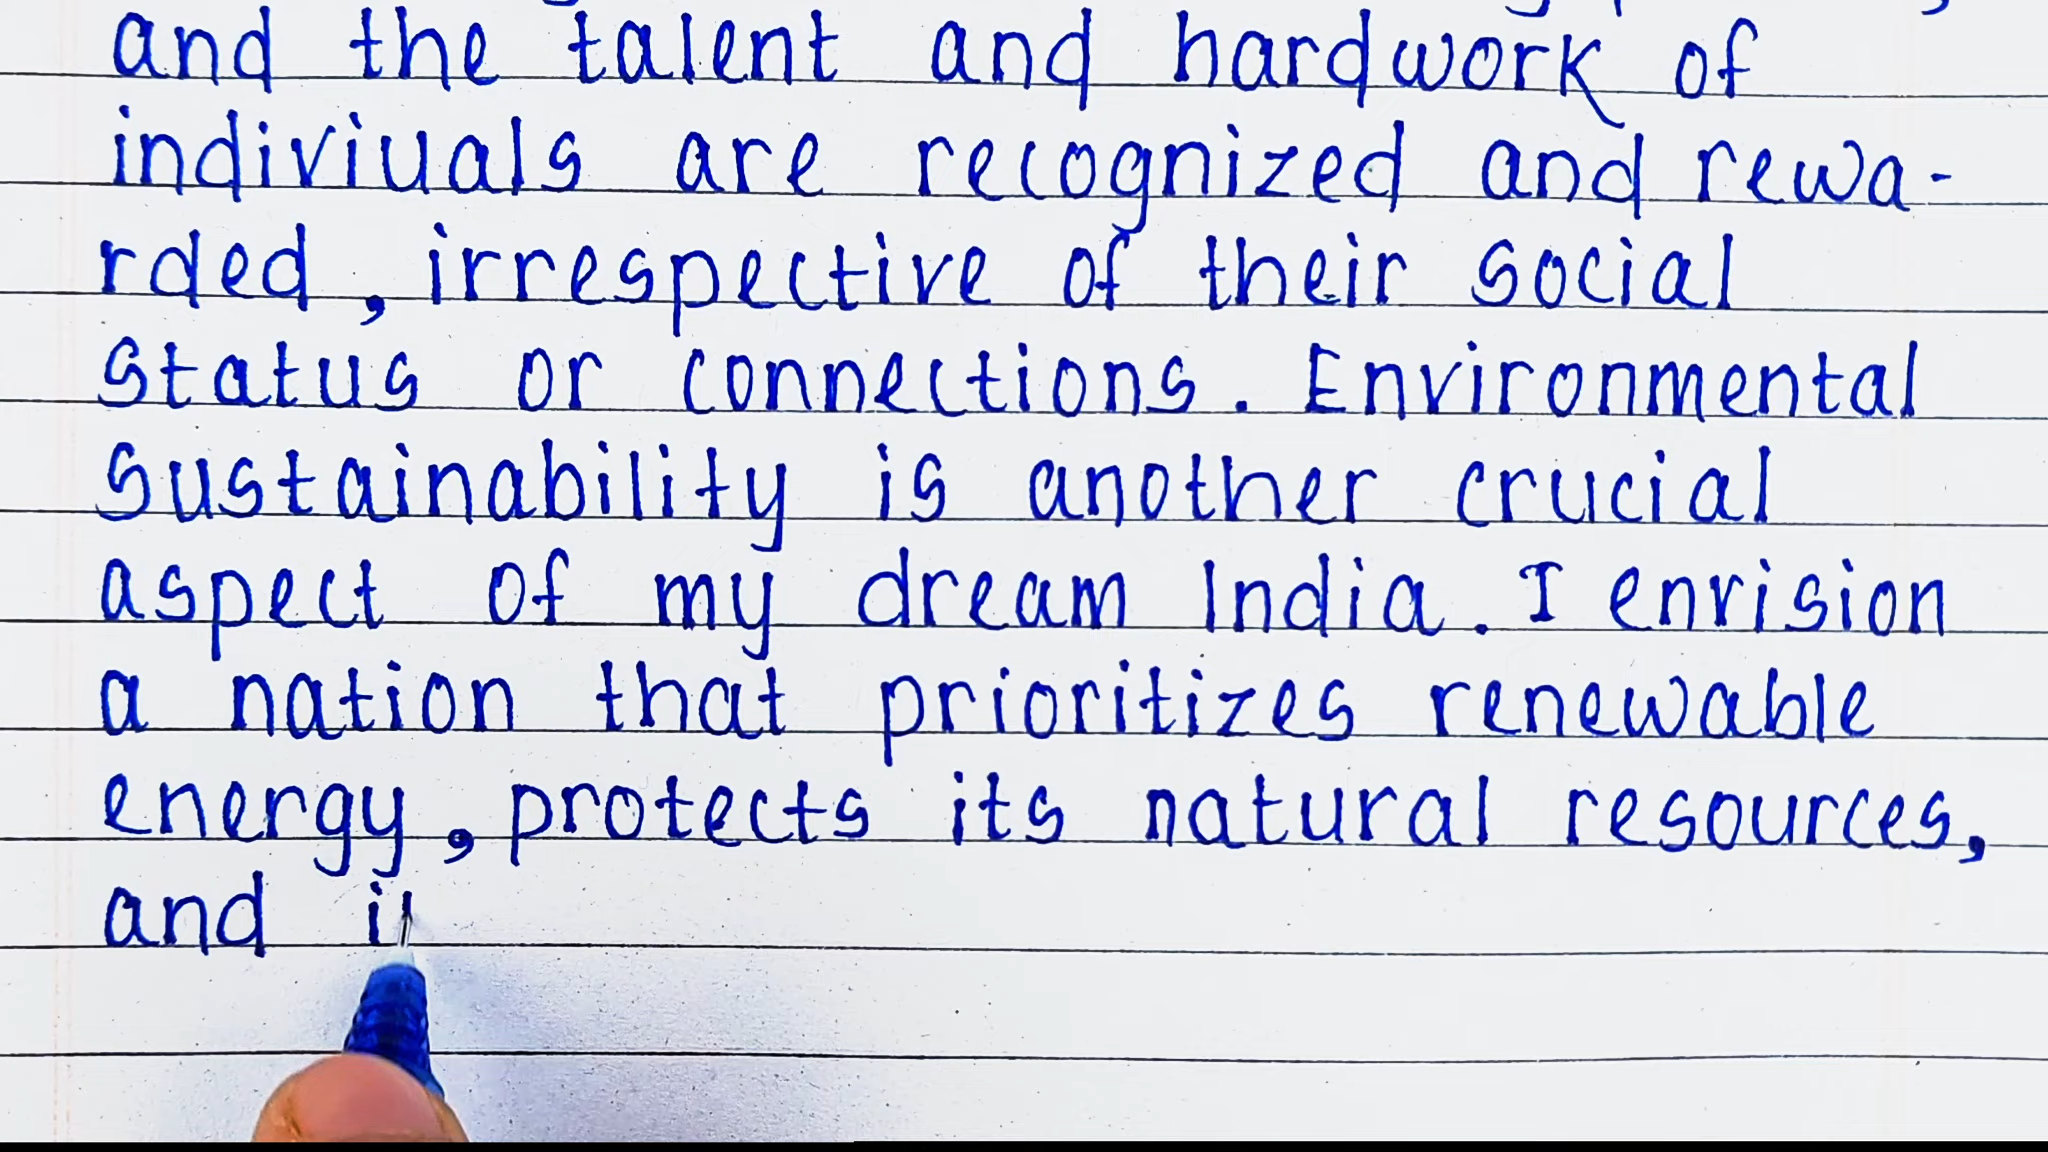 and the talent and hardwork of
indiviuals are recognized and rewa-
rded, irrespective of their social
status or connections. Environmental
sustainability is another crucial
aspect of my dream India. I envision
a nation that prioritizes renewable
energy, protects its natural resources,
and